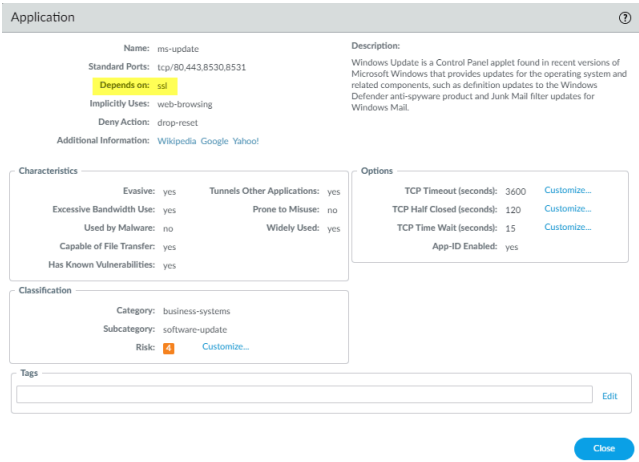 Application
Name: ms-update
Standard Ports: tcp/80,443,8530,8531
Depends on: ssl
Implicitly Uses: web-browsing
Deny Action: drop-reset
Additional Information: Wikipedia Google Yahoo!
Description:
Windows Update is a Control Panel applet found in recent versions of
Microsoft Windows that provides updates for the operating system and
related components, such as definition updates to the Windows
Defender anti-spyware product and Junk Mail filter updates for
Windows Mail.
Characteristics
Evasive: yes Tunnels Other Applications: yes
Excessive Bandwidth Use: yes Prone to Misuse: no
Used by Malware: no Widely Used: yes
Capable of File Transfer: yes
Has Known Vulnerabilities: yes
Options
TCP Timeout (seconds): 3600 Customize...
TCP Half Closed (seconds): 120 Customize...
TCP Time Wait (seconds): 15 Customize...
App-ID Enabled: yes
Classification
Category: business-systems
Subcategory: software-update
Risk: 4 Customize...
Tags
Edit
Close